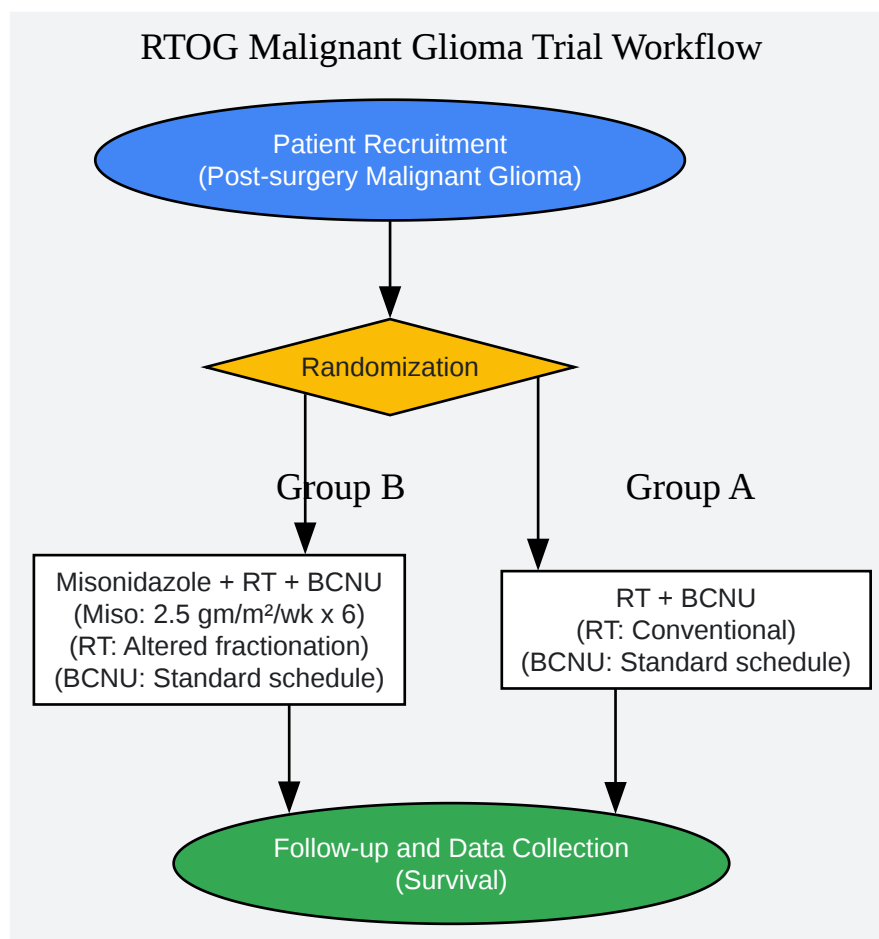 RTOG Malignant Glioma Trial Workflow
Patient Recruitment
(Post-surgery Malignant Glioma)
Randomization
Group B
Group A
Misonidazole + RT + BCNU
(Miso: 2.5 gm/m²/wk x 6)
(RT: Altered fractionation)
(BCNU: Standard schedule)
RT + BCNU
(RT: Conventional)
(BCNU: Standard schedule)
Follow-up and Data Collection
(Survival)